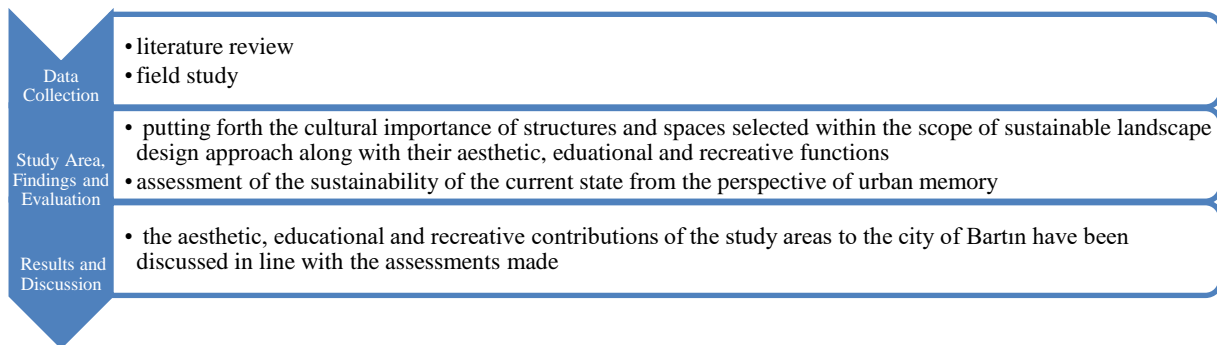 Data
Collection
• literature review
• field study
Study Area,
Findings and
Evaluation
• putting forth the cultural importance of structures and spaces selected within the scope of sustainable landscape
design approach along with their aesthetic, eduational and recreative functions
• assessment of the sustainability of the current state from the perspective of urban memory
Results and
Discussion
• the aesthetic, educational and recreative contributions of the study areas to the city of Bartın have been
discussed in line with the assessments made